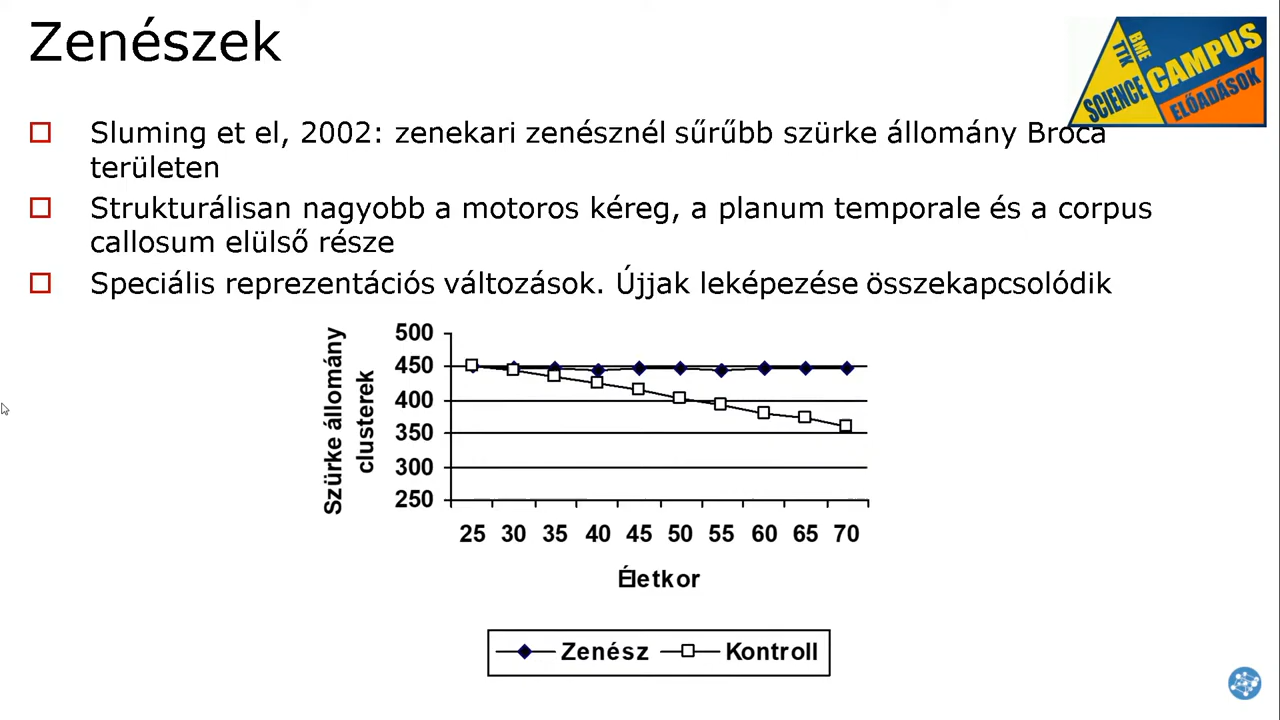 Zenészek
BME
TTK
SCIENCE
CAMPUS
ELŐADÁSOK
Sluming et el, 2002: zenekari zenésznél sűrűbb szürke állomány Broca
területen
Strukturálisan nagyobb a motoros kéreg, a planum temporale és a corpus
callosum elülső része
Speciális reprezentációs változások. Újjak leképezése összekapcsolódik
Szürke állomány
clusterek
500
450
400
350
300
250
25 30 35 40 45 50 55 60 65 70
Életkor
Zenész Kontroll